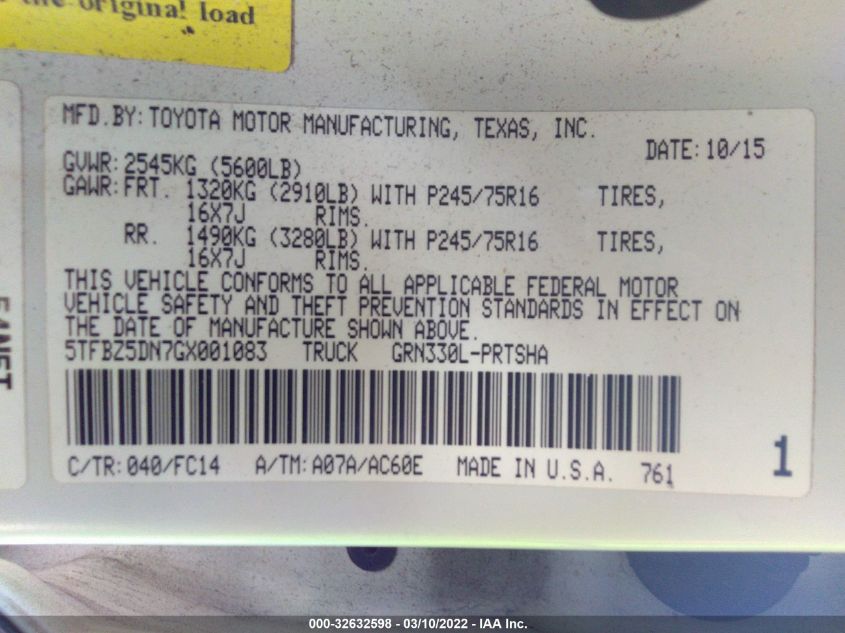 the original load
MFD.BY:TOYOTA MOTOR MANUFACTURING, TEXAS, INC.
DATE:10/15
GVWR:2545KG (5600LB)
GAWR:FRT. 1320KG (2910LB) WITH P245/75R16 TIRES,
16X7J RIMS.
RR. 1490KG (3280LB) WITH P245/75R16 TIRES,
16X7J RIMS.
THIS VEHICLE CONFORMS TO ALL APPLICABLE FEDERAL MOTOR
VEHICLE SAFETY AND THEFT PREVENTION STANDARDS IN EFFECT ON
THE DATE OF MANUFACTURE SHOWN ABOVE.
5TFBZ5DN7GX001083 TRUCK GRN330L-PRTSHA
C/TR:040/FC14 A/TM:A07A/AC60E MADE IN U.S.A. 761
1
000-32632598 - 03/10/2022 - IAA Inc.